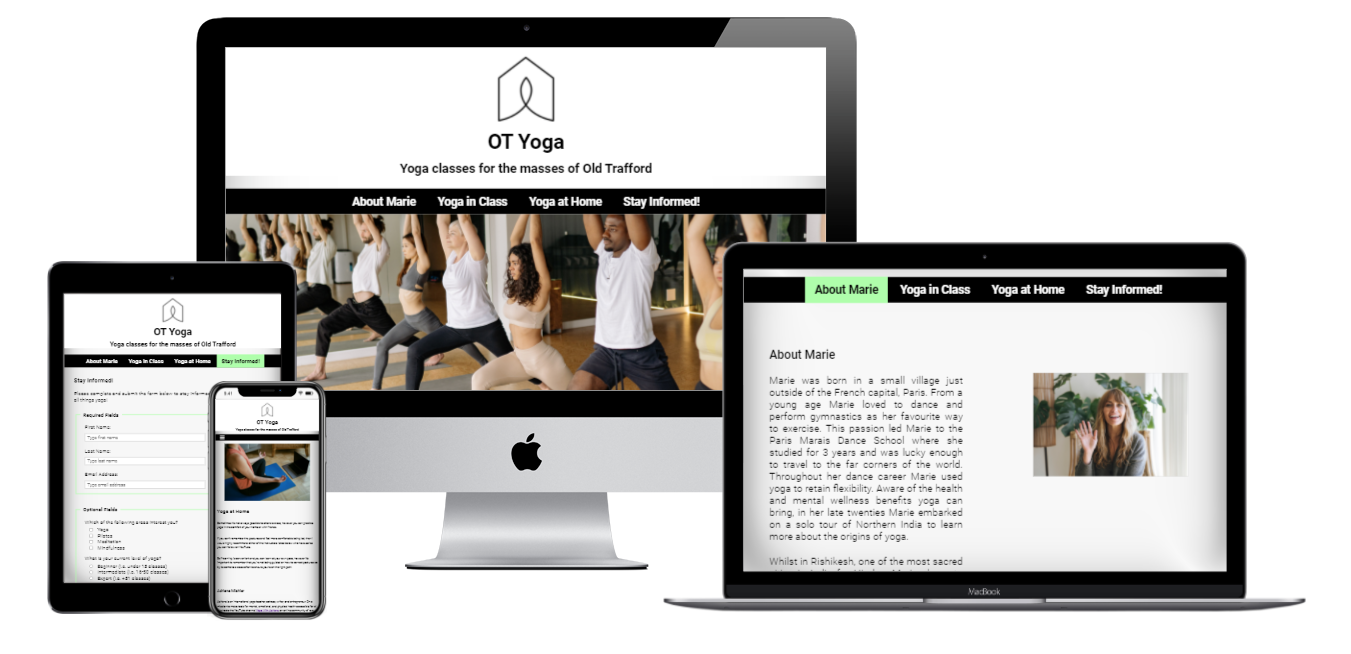 OT Yoga
Yoga classes for the masses of Old Trafford
About Marie Yoga in Class Yoga at Home Stay Informed!
About Marie Yoga in Class Yoga at Home Stay Informed!
About Marie
Marie was born in a small village just
outside of the French capital, Paris. From a
young age Marie loved to dance and
perform gymnastics as her favourite way
to exercise. This passion led Marie to the
Paris Marais Dance School where she
studied for 3 years and was lucky enough
to travel to the far corners of the world.
Throughout her dance career Marie used
yoga to retain flexibility. Aware of the health
and mental wellness benefits yoga can
bring, in her late twenties Marie embarked
on a solo tour of Northern India to learn
more about the origins of yoga.
Whilst in Rishikesh, one of the most sacred
MacBook
OT Yoga
Yoga classes for the masses of Old Trafford
About Marie Yoga in Class Yoga at Home Stay Informed!
Stay Informed!
Please complete and submit the form below to stay informed
all things yoga!
Required Fields
First Name:
Type first name
Last Name:
Type last name
Email Address:
Type email address
Optional Fields
Which of the following areas interest you?
Yoga
Pilates
Meditation
Mindfulness
What is your current level of yoga?
Beginner (i.e. under 15 classes)
Intermediate (i.e. 15-50 classes)
Expert (i.e. +51 classes)
9:41
OT Yoga
Yoga classes for the masses of Old Trafford
Yoga at Home